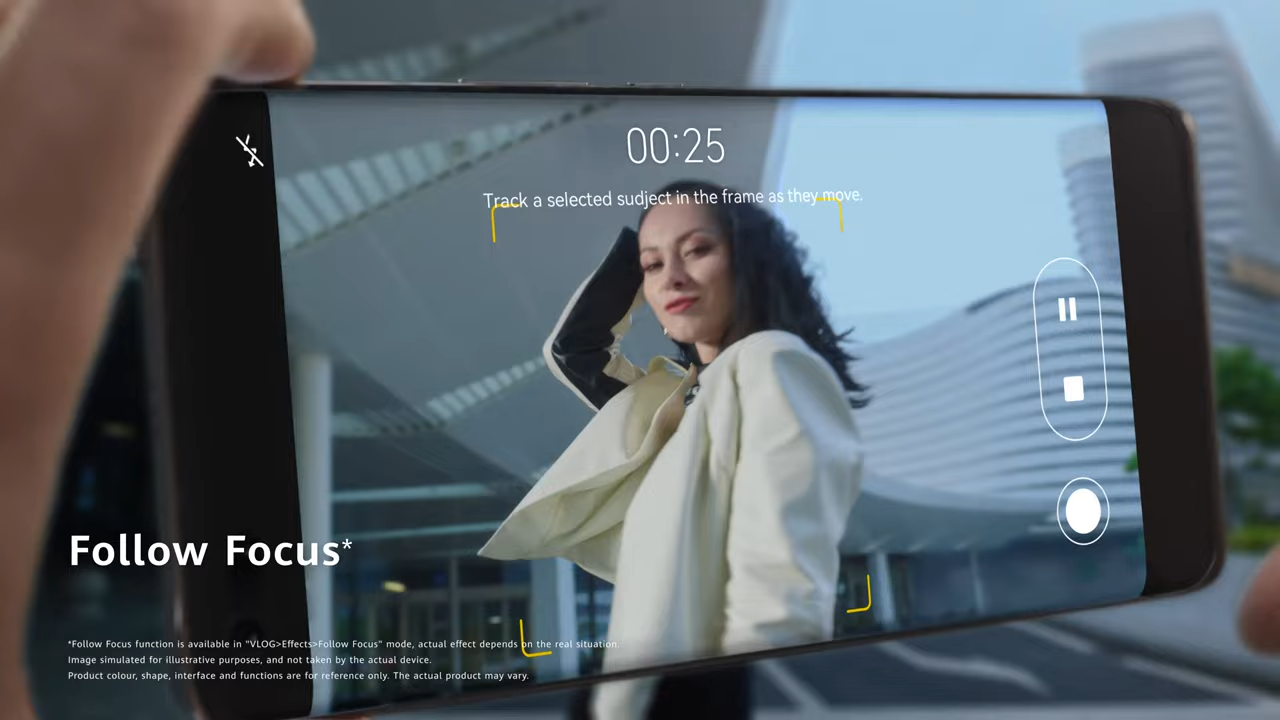 00:25
Track a selected sudject in the frame as they move.
Follow Focus*
*Follow Focus function is available in "VLOG>Effects>Follow Focus" mode, actual effect depends on the real situation.
Image simulated for illustrative purposes, and not taken by the actual device.
Product colour, shape, interface and functions are for reference only. The actual product may vary.